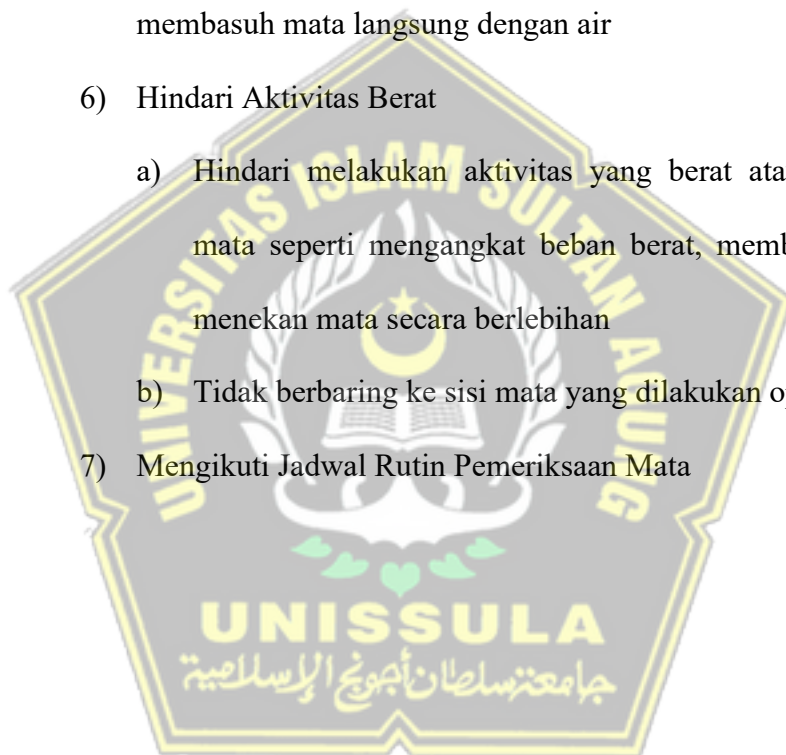 membasuh mata langsung dengan air
6) Hindari Aktivitas Berat
a) Hindari melakukan aktivitas yang berat
mata seperti mengangkat beban berat,
menekan mata secara berlebihan
b) Tidak berbaring ke sisi mata yang dilakukan
7) Mengikuti Jadwal Rutin Pemeriksaan Mata
UNIVERSITAS ISLAM SULTAN AGUNG
UNISSULA
جامعة سلطان أجونج الإسلامية